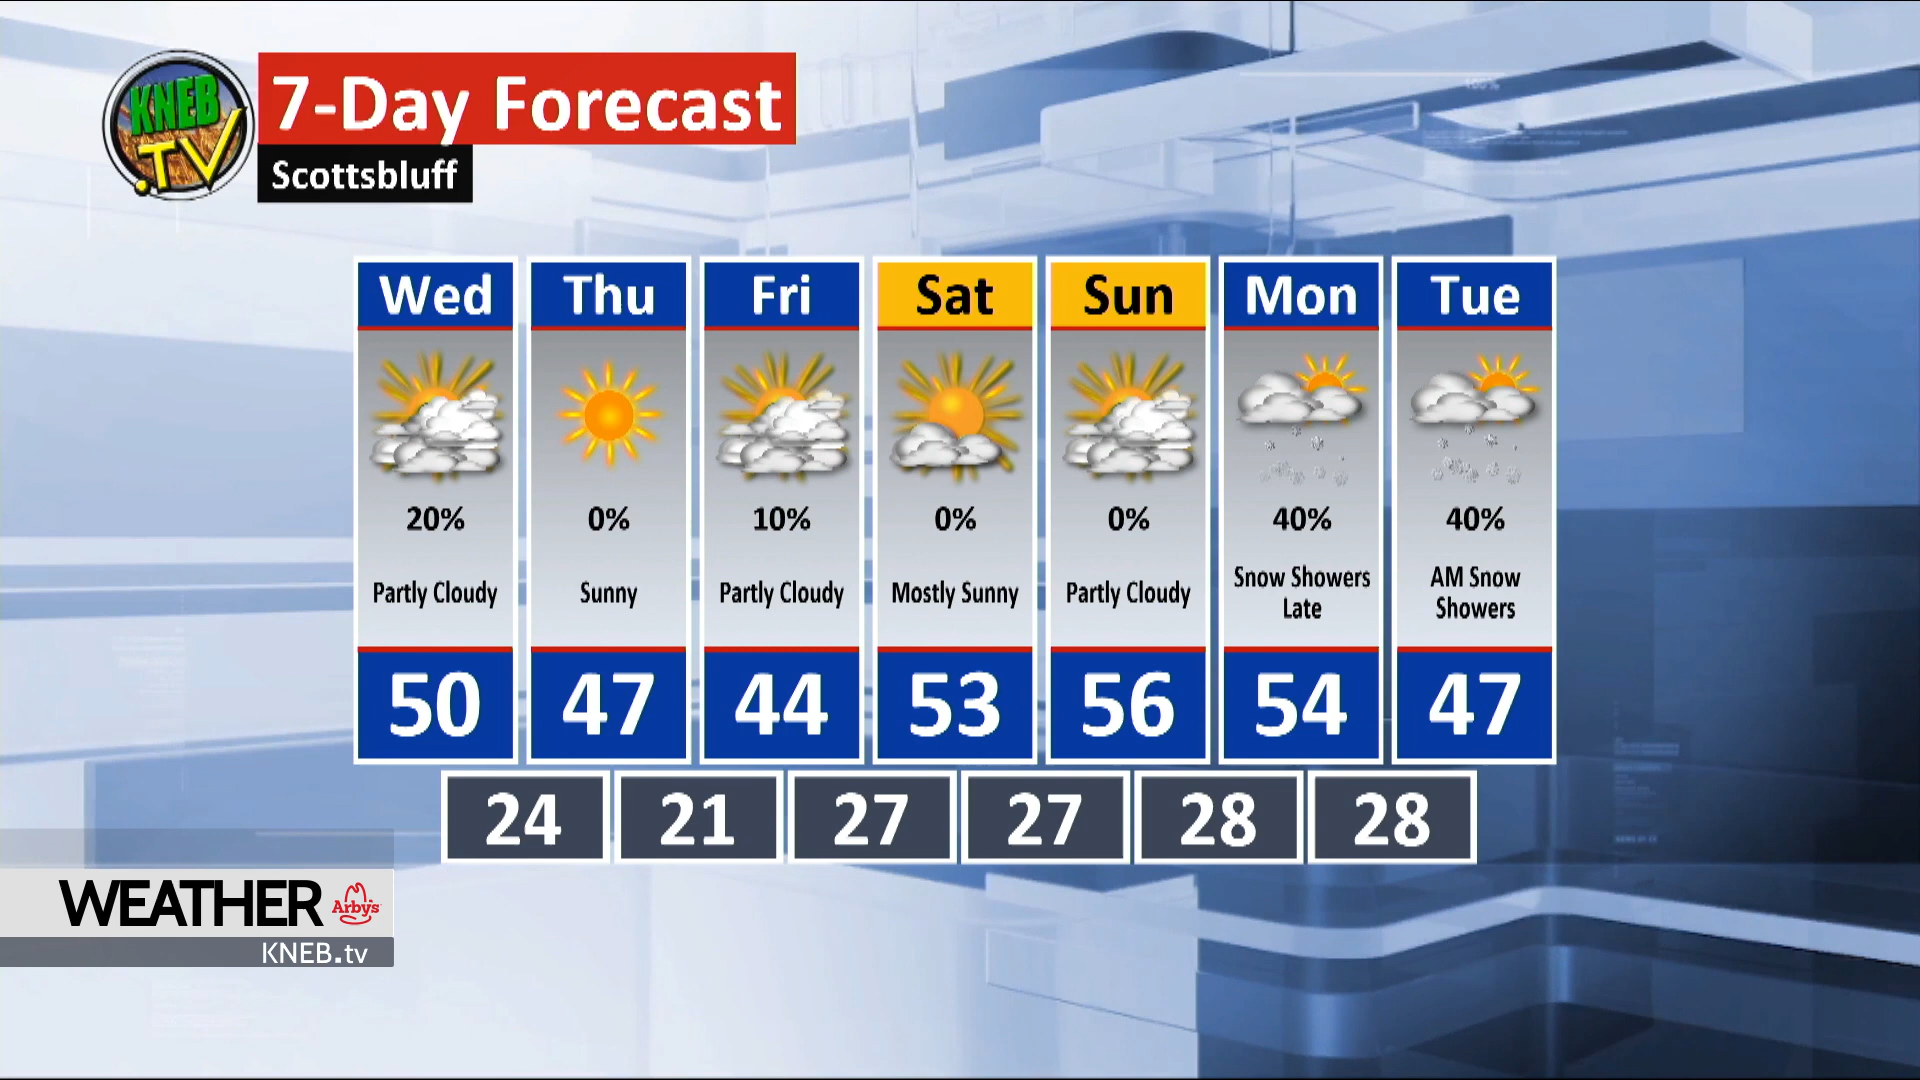 KNEB
.TV
7-Day Forecast
Scottsbluff
Wed Thu Fri Sat Sun Mon Tue
20% 0% 10% 0% 0% 40% 40%
Partly Cloudy Sunny Partly Cloudy Mostly Sunny Partly Cloudy Snow Showers Late AM Snow Showers
50 47 44 53 56 54 47
24 21 27 27 28 28
WEATHER Arby's
KNEB.tv